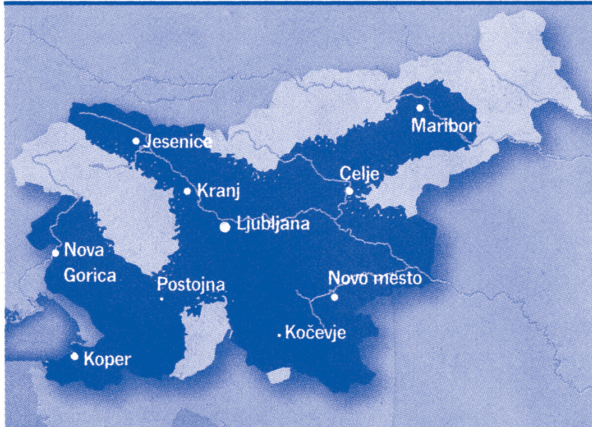 Maribor
Jesenice
Celje
Kranj
Ljubljana
Nova
Gorica
Postojna
Novo mesto
Kočevje
Koper